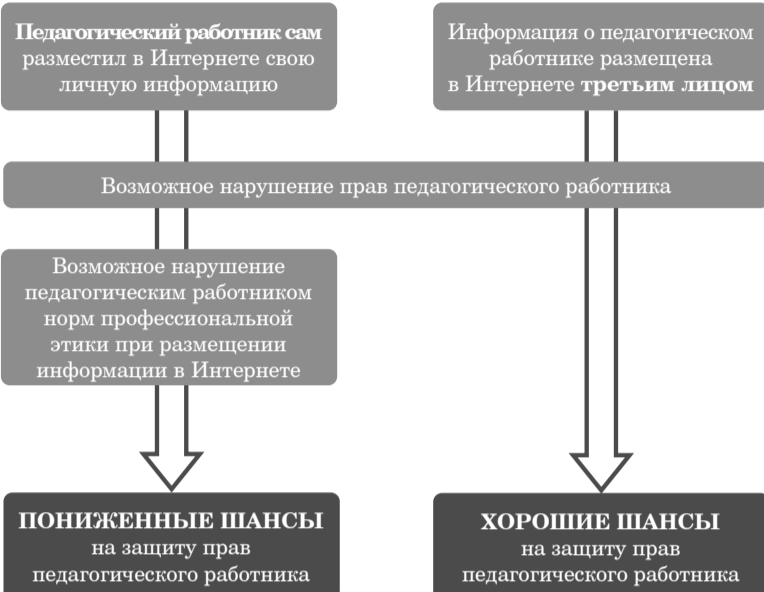 Педагогический работник сам
разместил в Интернете свою
личную информацию
Информация о педагогическом
работнике размещена
в Интернете третьим лицом
Возможное нарушение прав педагогического работника
Возможное нарушение
педагогическим работником
норм профессиональной
этики при размещении
информации в Интернете
ПОНИЖЕННЫЕ ШАНСЫ
на защиту прав
педагогического работника
ХОРОШИЕ ШАНСЫ
на защиту прав
педагогического работника